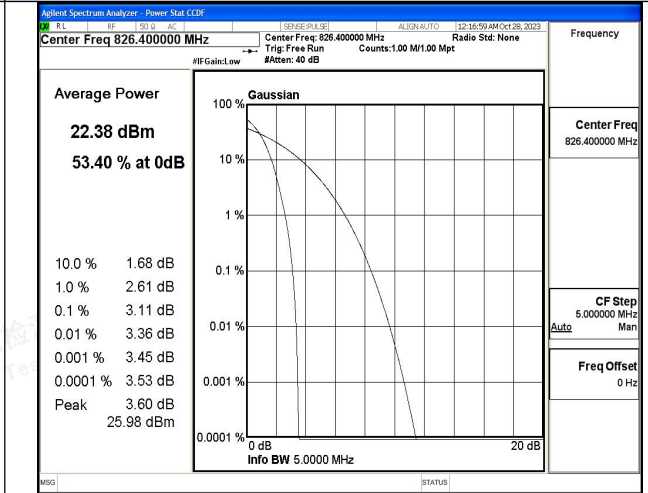 Agilent Spectrum Analyzer - Power Stat CCDF
RL RF 50 Ω AC SENSE:PULSE ALIGN AUTO 12:16:59 AM Oct 28, 2023
Center Freq 826.400000 MHz
Center Freq: 826.400000 MHz Radio Std: None
Trig: Free Run Counts:1.00 M/1.00 Mpt
#IFGain:Low #Atten: 40 dB
Frequency
Average Power
22.38 dBm
53.40 % at 0dB
10.0 % 1.68 dB
1.0 % 2.61 dB
0.1 % 3.11 dB
0.01 % 3.36 dB
0.001 % 3.45 dB
0.0001 % 3.53 dB
Peak 3.60 dB
25.98 dBm
Gaussian
100 %
10 %
1 %
0.1 %
0.01 %
0.001 %
0.0001 %
0 dB 20 dB
Info BW 5.0000 MHz
Center Freq
826.400000 MHz
CF Step
5.000000 MHz
Auto Man
Freq Offset
0 Hz
MSG STATUS